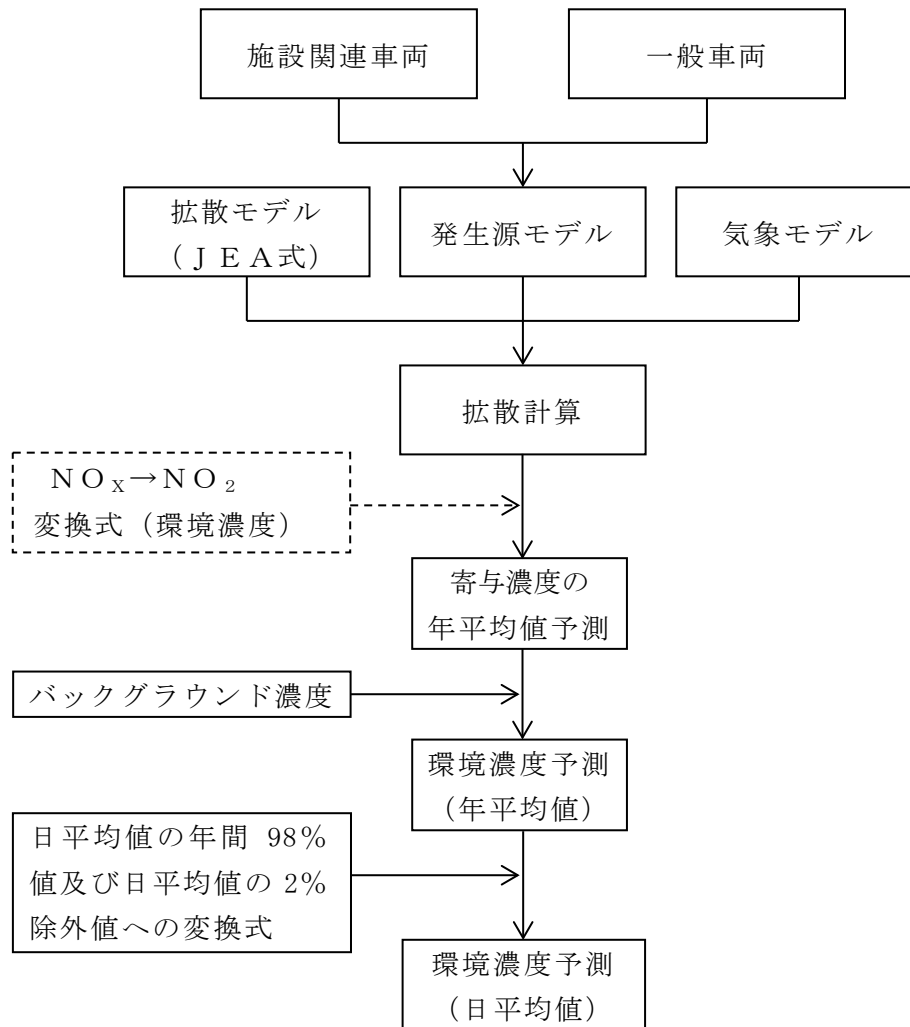 施設関連車両
一般車両
拡散モデル
（ＪＥＡ式）
発生源モデル
気象モデル
拡散計算
ＮＯₓ→ＮＯ₂
変換式（環境濃度）
寄与濃度の
年平均値予測
バックグラウンド濃度
環境濃度予測
（年平均値）
日平均値の年間 98%
値及び日平均値の 2%
除外値への変換式
環境濃度予測
（日平均値）